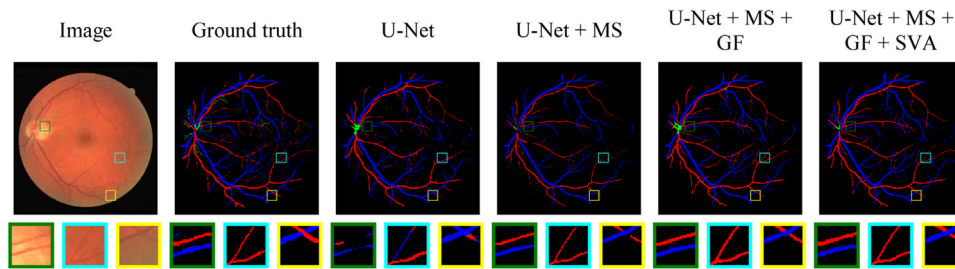 Image
Ground truth
U-Net
U-Net + MS
U-Net + MS +
GF
U-Net + MS +
GF + SVA